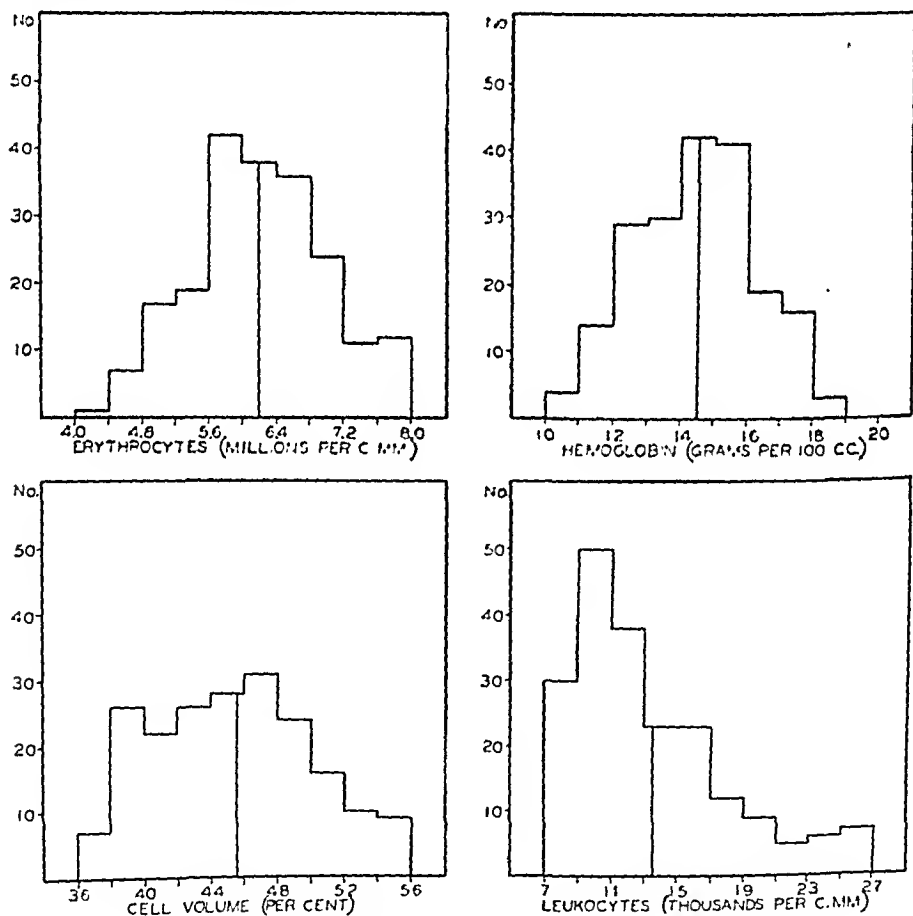 No
50
40
30
20
10
4.0 4.8 5.6 6.4 7.2 8.0
ERYTHROCYTES (MILLIONS PER C MM)
50
40
30
20
10
10 12 14 16 18 20
HEMOGLOBIN (GRAMS PER 100 CC)
No.
50
40
30
20
10
36 40 44 48 52 56
CELL VOLUME (PER CENT)
No.
50
40
30
20
10
7 11 15 19 23 27
LEUKOCYTES (THOUSANDS PER C.MM)